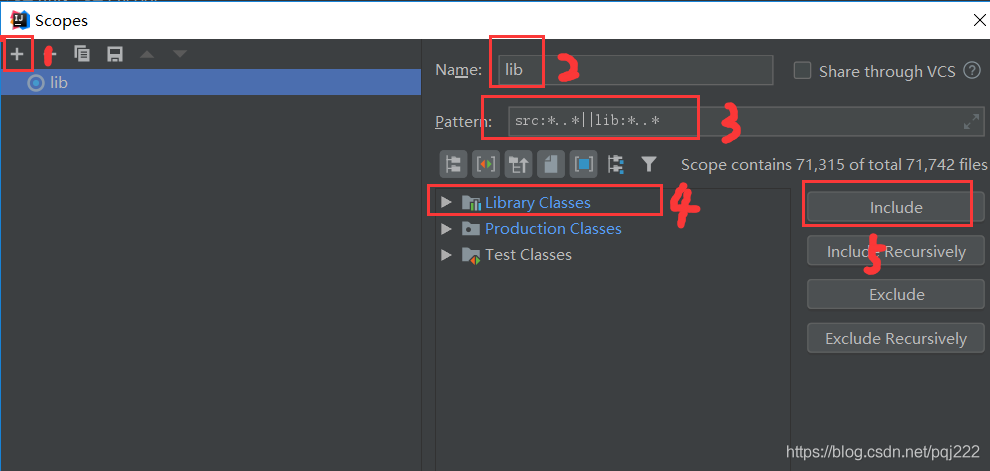 Scopes
1
lib
Name: lib 2 Share through VCS ?
Pattern: src:*..*||lib:*..* 3
Scope contains 71,315 of total 71,742 files
Library Classes 4
Production Classes
Test Classes
Include
5
Include Recursively
Exclude
Exclude Recursively
https://blog.csdn.net/pqj222